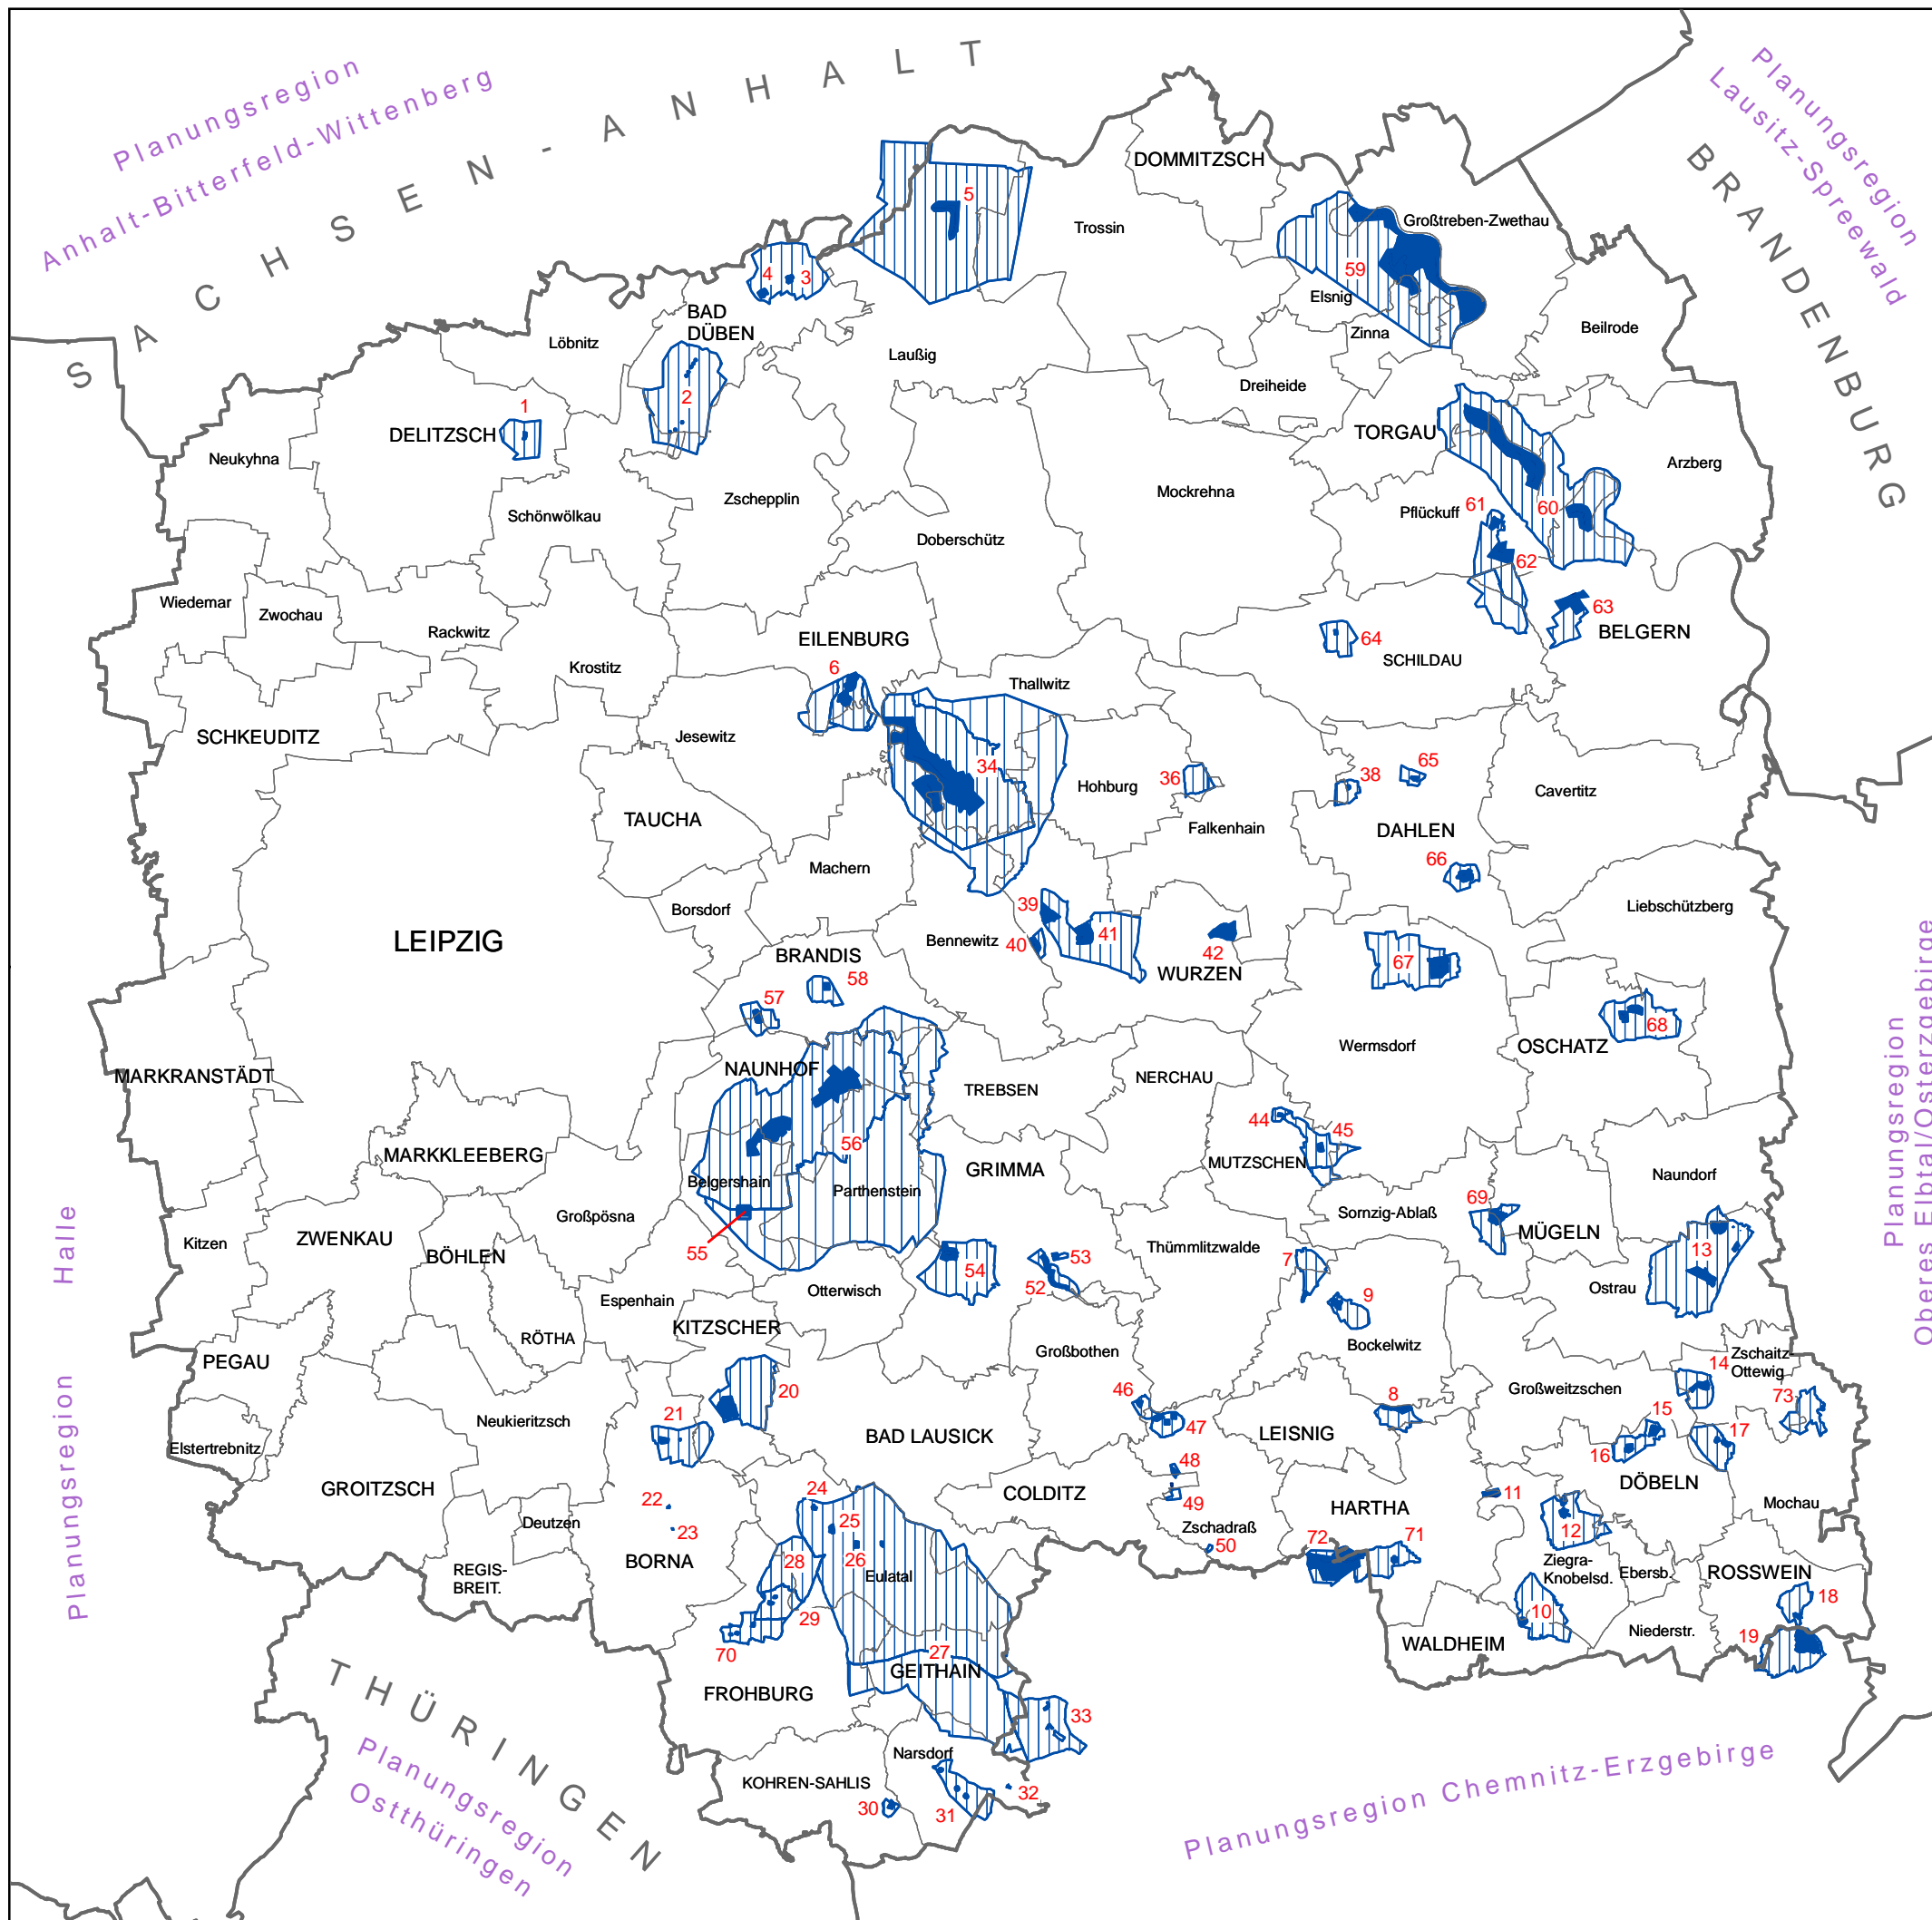 Planungsregion
Anhalt-Bitterfeld-Wittenberg
SACHSEN-ANHALT
Planungsregion
Lausitz-Spreewald
BRANDENBURG
DOMMITZSCH
5
Trossin
Großtreben-Zwethau
59
4
3
Elsnig
BAD
DÜBEN
Zinna
Beilrode
Löbnitz
Laußig
Dreiheide
2
1
DELITZSCH
TORGAU
Neukyhna
Arzberg
Zschepplin
Mockrehna
Schönwölkau
Pflückuff
61
60
Doberschütz
62
Wiedemar
Zwochau
63
Rackwitz
EILENBURG
64
BELGERN
6
Krostitz
SCHILDAU
Thallwitz
SCHKEUDITZ
Jesewitz
34
Hohburg
36
38
65
Cavertitz
TAUCHA
Falkenhain
DAHLEN
Machern
66
Borsdorf
39
Liebschützberg
LEIPZIG
Bennewitz
40
41
42
BRANDIS
67
WURZEN
58
57
68
Wermsdorf
OSCHATZ
NAUNHOF
MARKRANSTÄDT
NERCHAU
TREBSEN
44
45
56
MARKKLEEBERG
GRIMMA
MUTZSCHEN
Naundorf
Belgershain
Parthenstein
69
Sornzig-Ablaß
Großpösna
ZWENKAU
MÜGELN
Kitzen
BÖHLEN
55
Thümmlitzwalde
7
13
53
54
52
Otterwisch
Ostrau
Espenhain
9
KITZSCHER
RÖTHA
Bockelwitz
Großbothen
PEGAU
Zschaitz-
Ottewig
14
20
46
8
Großweitzschen
73
21
Neukieritzsch
47
LEISNIG
15
17
BAD LAUSICK
Elstertrebnitz
16
48
DÖBELN
GROITZSCH
24
COLDITZ
22
49
HARTHA
11
Mochau
Deutzen
25
23
Zschadraß
12
72
71
50
BORNA
28
26
Eulatal
REGIS-
BREIT.
Ziegra-
Knobelsd.
Ebersb.
ROSSWEIN
18
29
10
Niederstr.
19
70
27
GEITHAIN
WALDHEIM
FROHBURG
33
Narsdorf
KOHREN-SAHLIS
30
31
32
THÜRINGEN
Planungsregion
Ostthüringen
Planungsregion Chemnitz-Erzgebirge
Planungsregion
Halle
Planungsregion
Oberes Elbtal/Osterzgebirge